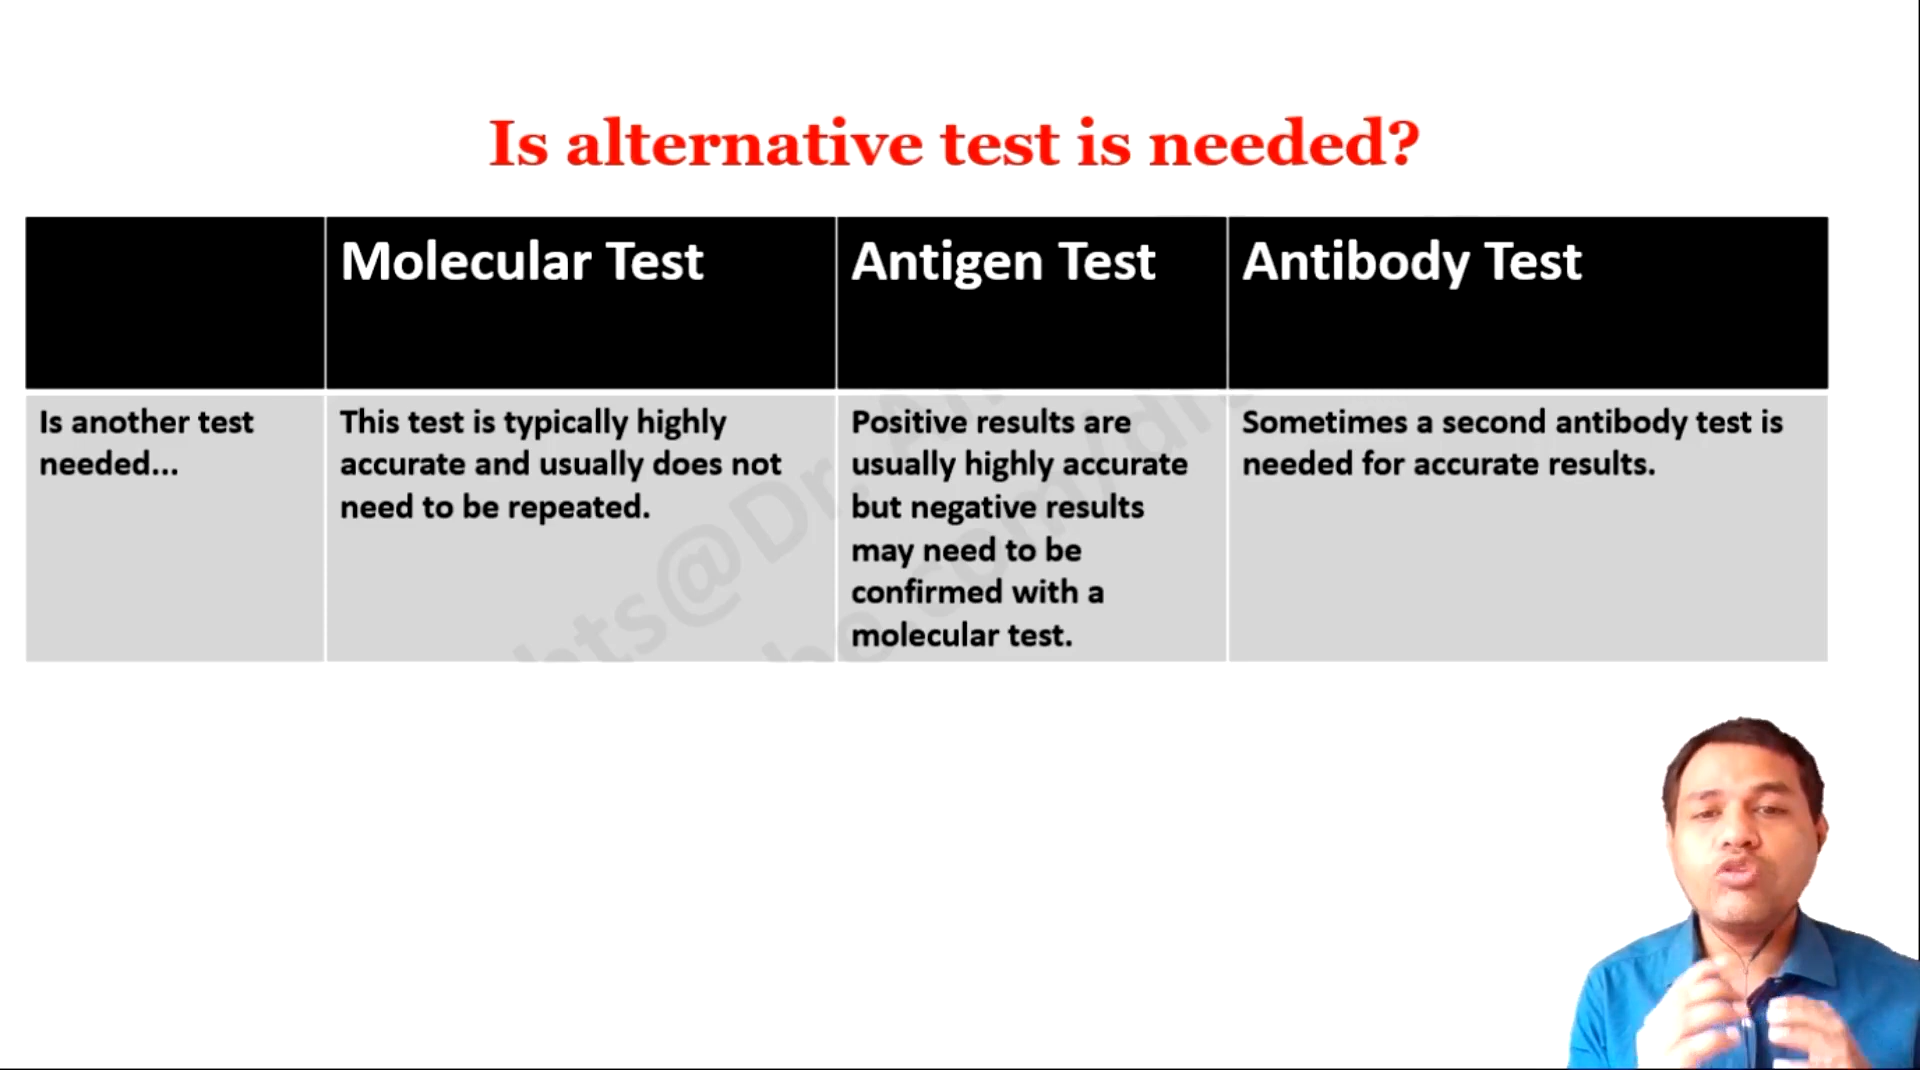 Is alternative test is needed?
Molecular Test
Antigen Test
Antibody Test
Is another test
needed...
This test is typically highly
accurate and usually does not
need to be repeated.
Positive results are
usually highly accurate
but negative results
may need to be
confirmed with a
molecular test.
Sometimes a second antibody test is
needed for accurate results.